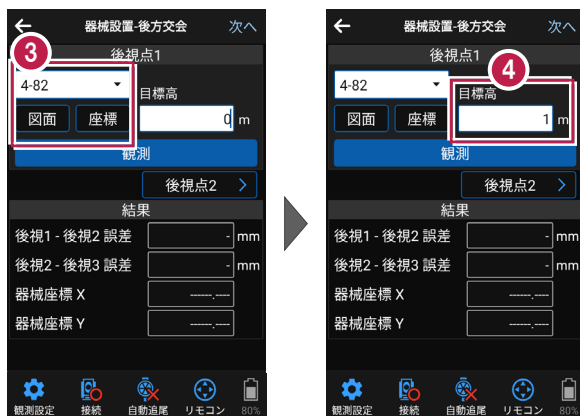 器械設置-後方交会 次へ
後視点1
3
4-82
目標高
図面 座標 0 m
観測
後視点2
結果
後視1 - 後視2 誤差 - mm
後視2 - 後視3 誤差 - mm
器械座標 X ------.----
器械座標 Y ------.----
観測設定 接続 自動追尾 リモコン 80%
器械設置-後方交会 次へ
後視点1
4
4-82
目標高
図面 座標 1 m
観測
後視点2
結果
後視1 - 後視2 誤差 - mm
後視2 - 後視3 誤差 - mm
器械座標 X ------.----
器械座標 Y ------.----
観測設定 接続 自動追尾 リモコン 80%